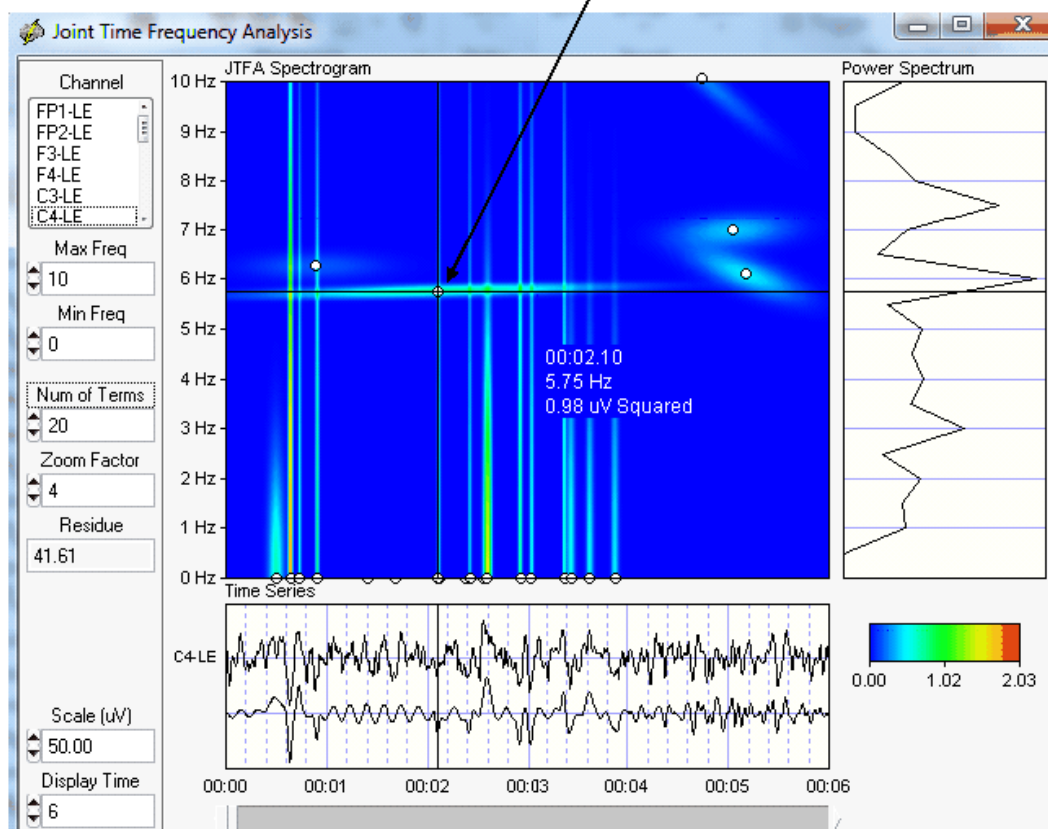 Joint Time Frequency Analysis
Channel
FP1-LE
FP2-LE
F3-LE
F4-LE
C3-LE
C4-LE
Max Freq
10
Min Freq
0
Num of Terms
20
Zoom Factor
4
Residue
41.61
Scale (uV)
50.00
Display Time
6
JTFA Spectrogram
10 Hz
9 Hz
8 Hz
7 Hz
6 Hz
5 Hz
4 Hz
3 Hz
2 Hz
1 Hz
0 Hz
00:02.10
5.75 Hz
0.98 uV Squared
Power Spectrum
Time Series
C4-LE
00:00 00:01 00:02 00:03 00:04 00:05 00:06
0.00 1.02 2.03